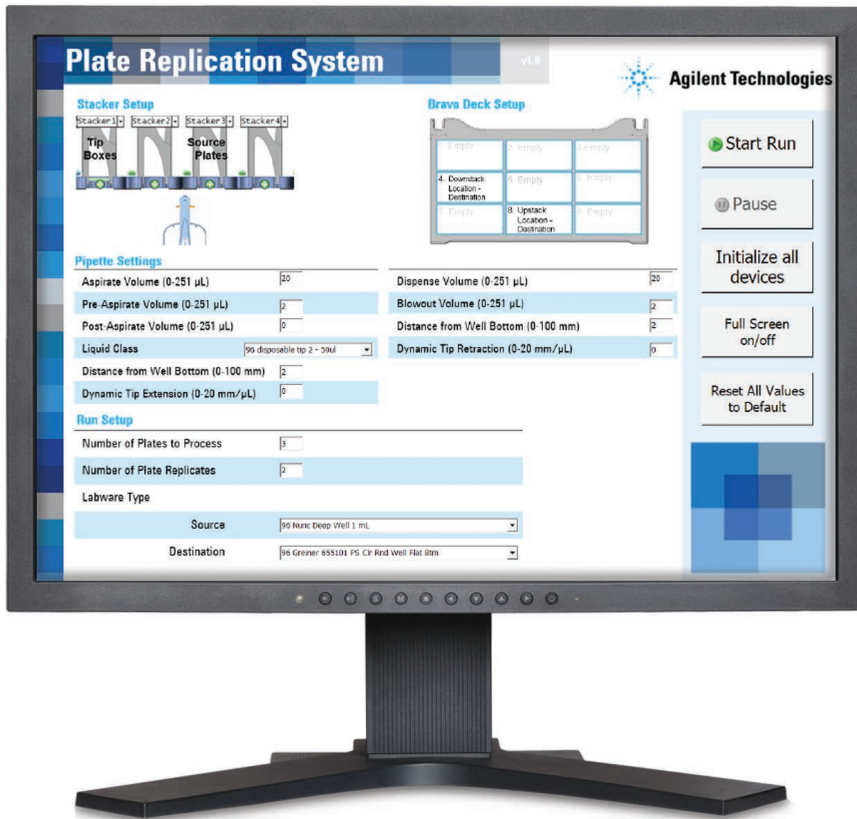 Plate Replication System
v1.0
Agilent Technologies
Stacker Setup
Stacker1 Stacker2 Stacker3 Stacker4
Tip
Boxes
Source
Plates
Bravo Deck Setup
1. Empty 2. Empty 3. Empty
4. Downstack
Location -
Destination
5. Empty 6. Empty
7. Empty
8. Upstack
Location -
Destination
9. Empty
Pipette Settings
Aspirate Volume (0-251 µL) 20
Pre-Aspirate Volume (0-251 µL) 2
Post-Aspirate Volume (0-251 µL) 0
Liquid Class 96 disposable tip 2 - 50ul
Distance from Well Bottom (0-100 mm) 2
Dynamic Tip Extension (0-20 mm/µL) 0
Dispense Volume (0-251 µL) 20
Blowout Volume (0-251 µL) 2
Distance from Well Bottom (0-100 mm) 2
Dynamic Tip Retraction (0-20 mm/µL) 0
Run Setup
Number of Plates to Process 3
Number of Plate Replicates 2
Labware Type
Source 96 Nunc Deep Well 1 mL
Destination 96 Greiner 655101 PS Clr Rnd Well Flat Btm
Start Run
Pause
Initialize all
devices
Full Screen
on/off
Reset All Values
to Default